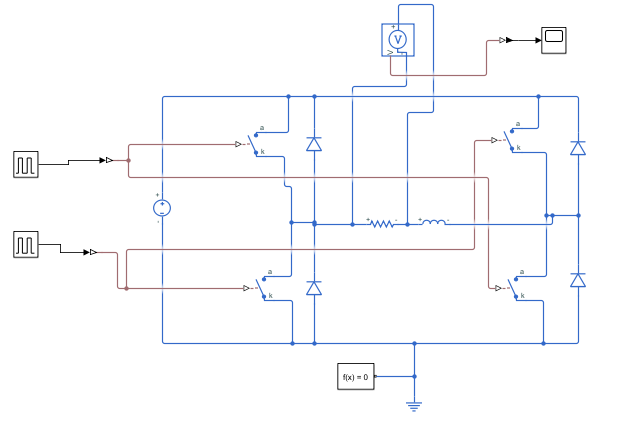 +
V
V
-
a
k
a
k
+
+
-
-
+
-
+
-
a
k
a
k
f(x) = 0